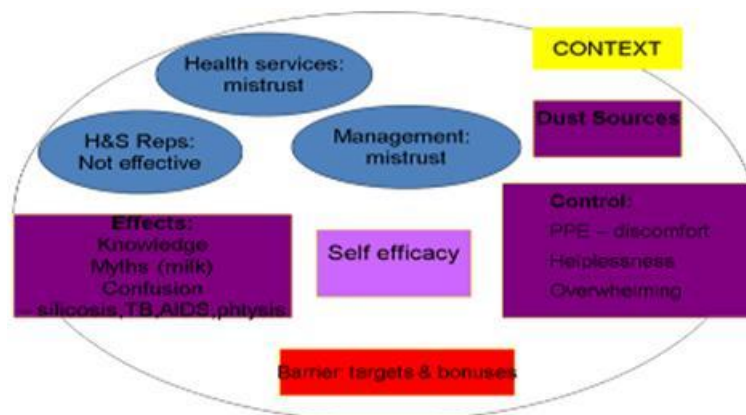 Health services:
mistrust
CONTEXT
Dust Sources
H&S Reps:
Not effective
Management:
mistrust
Effects:
Knowledge
Myths (milk)
Confusion
– silicosis,TB,AIDS,phtysis
Self efficacy
Control:
PPE – discomfort
Helplessness
Overwhelming
Barrier targets & bonuses